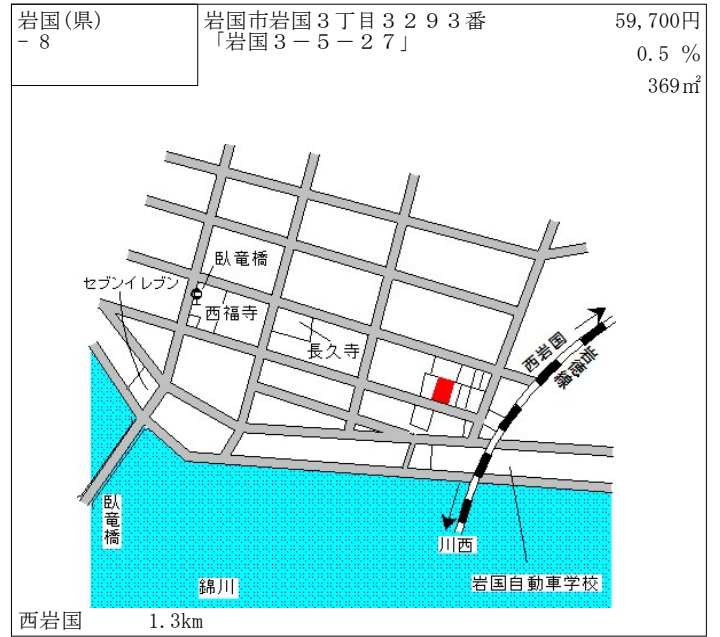 岩国(県)
- 8
岩国市岩国３丁目３２９３番
「岩国３－５－２７」
59,700円
0.5 %
369㎡
臥竜橋
セブンイレブン
西福寺
長久寺
西岩国
岩徳線
臥竜橋
川西
錦川
岩国自動車学校
西岩国 1.3km